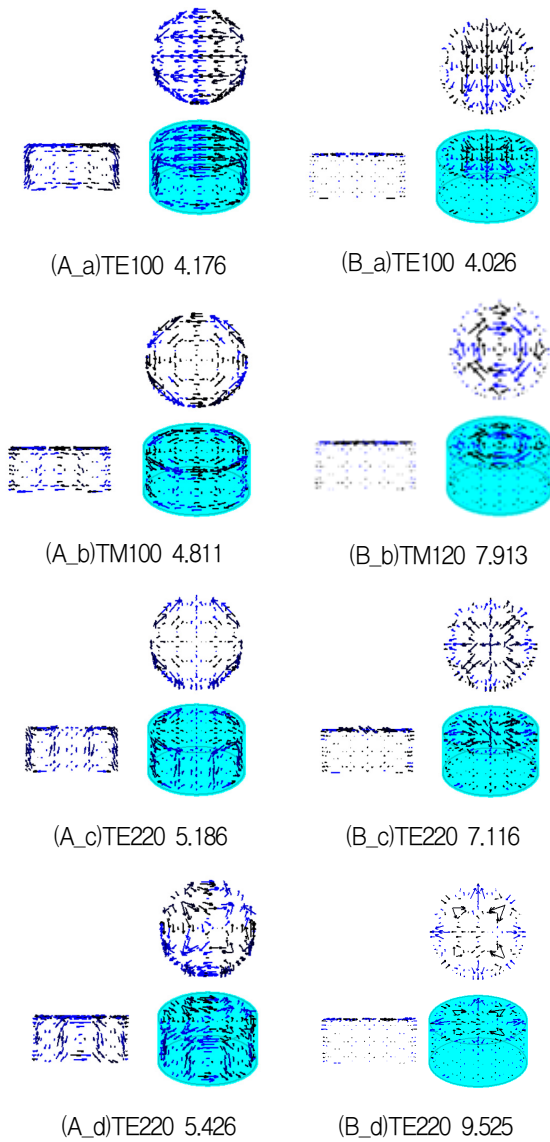 (A_a)TE100 4.176
(B_a)TE100 4.026
(A_b)TM100 4.811
(B_b)TM120 7.913
(A_c)TE220 5.186
(B_c)TE220 7.116
(A_d)TE220 5.426
(B_d)TE220 9.525